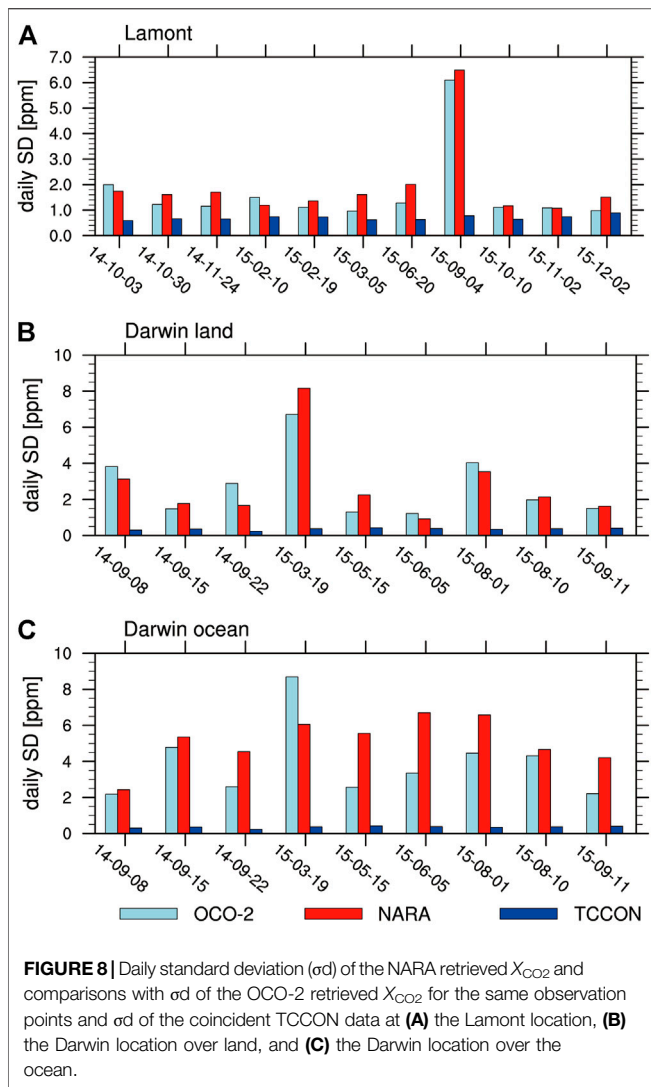 A Lamont
daily SD [ppm]
7.0
6.0
5.0
4.0
3.0
2.0
1.0
0.0
14-10-03 14-10-30 14-11-24 15-02-10 15-02-19 15-03-05 15-06-20 15-09-04 15-10-10 15-11-02 15-12-02
B Darwin land
daily SD [ppm]
10
8
6
4
2
0
14-09-08 14-09-15 14-09-22 15-03-19 15-05-15 15-06-05 15-08-01 15-08-10 15-09-11
C Darwin ocean
daily SD [ppm]
10
8
6
4
2
0
14-09-08 14-09-15 14-09-22 15-03-19 15-05-15 15-06-05 15-08-01 15-08-10 15-09-11
OCO-2 NARA TCCON
FIGURE 8 | Daily standard deviation (σd) of the NARA retrieved XCO2 and
comparisons with σd of the OCO-2 retrieved XCO2 for the same observation
points and σd of the coincident TCCON data at (A) the Lamont location, (B)
the Darwin location over land, and (C) the Darwin location over the
ocean.